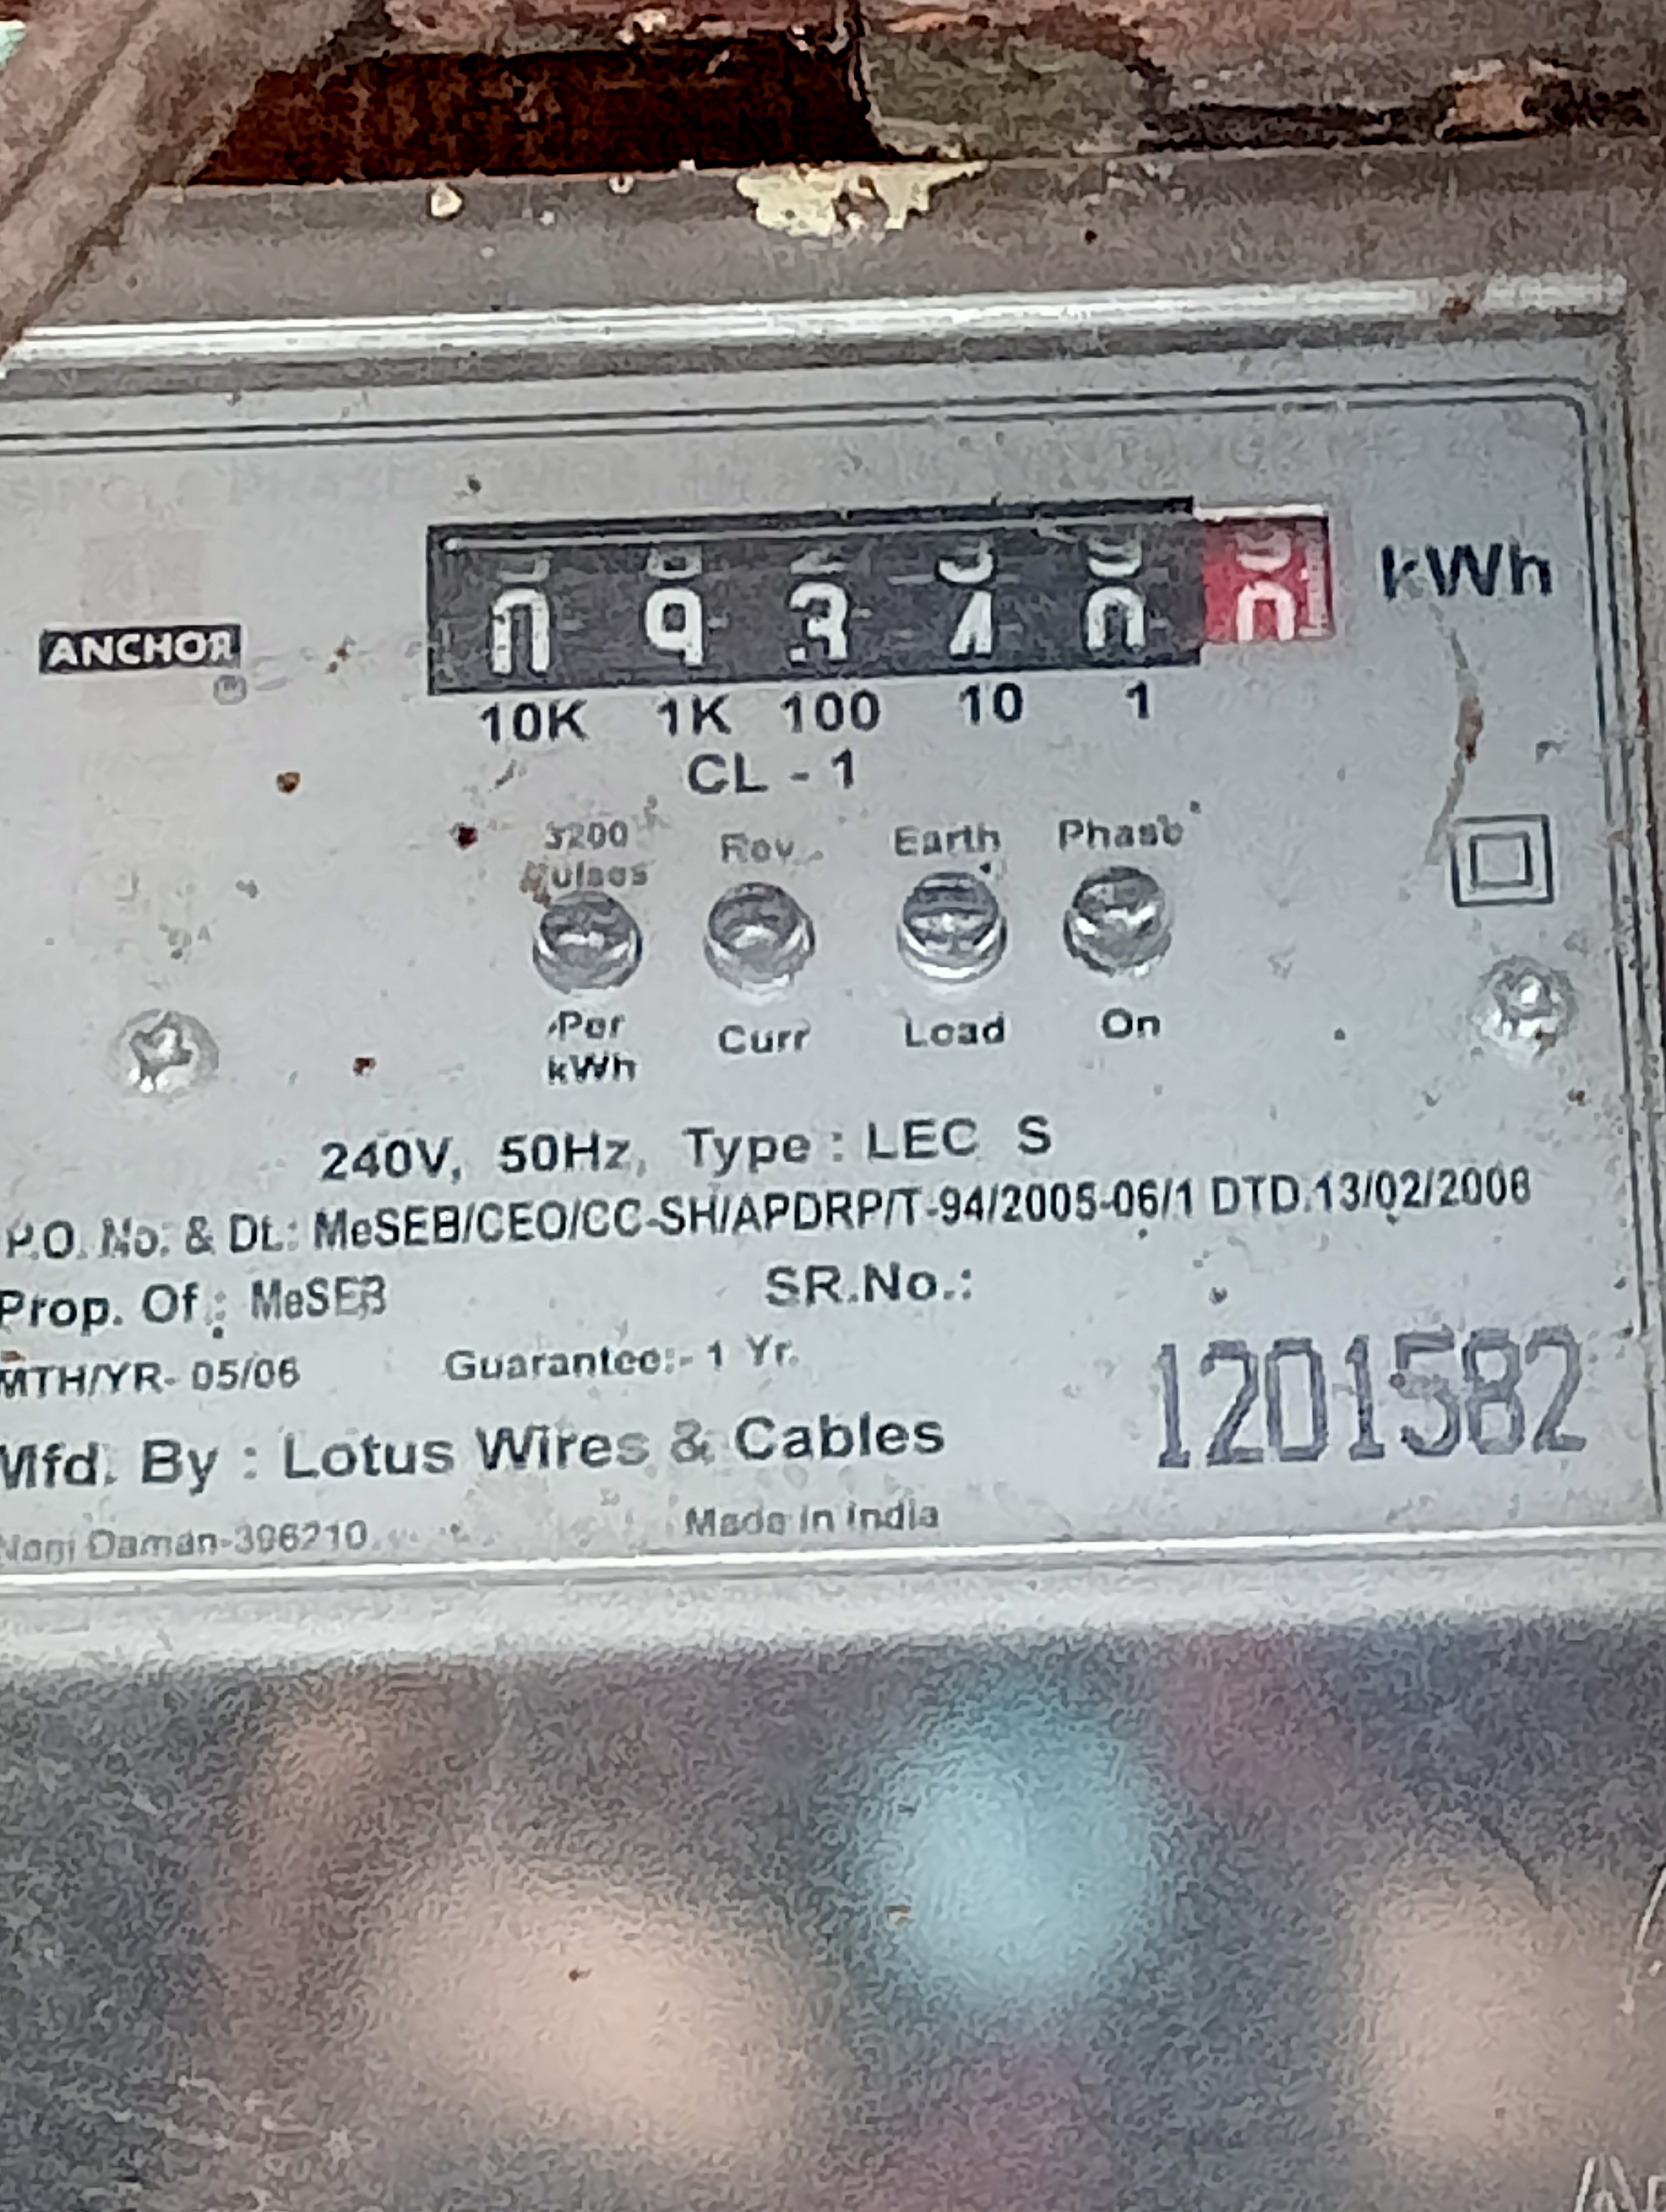 ANCHOR
kWh
10K 1K 100 10 1
CL - 1
3200 Rev Earth Phase
Pulses
Per Curr Load On
kWh
240V, 50Hz, Type : LEC S
P.O. No. & Dt.: MeSEB/CEO/CC-SH/APDRP/T-94/2005-06/1 DTD.13/02/2006
Prop. Of : MeSEB SR.No.:
MTH/YR- 05/06 Guarantee:- 1 Yr.
1201582
Mfd. By : Lotus Wires & Cables
Nani Daman-396210. Made in India